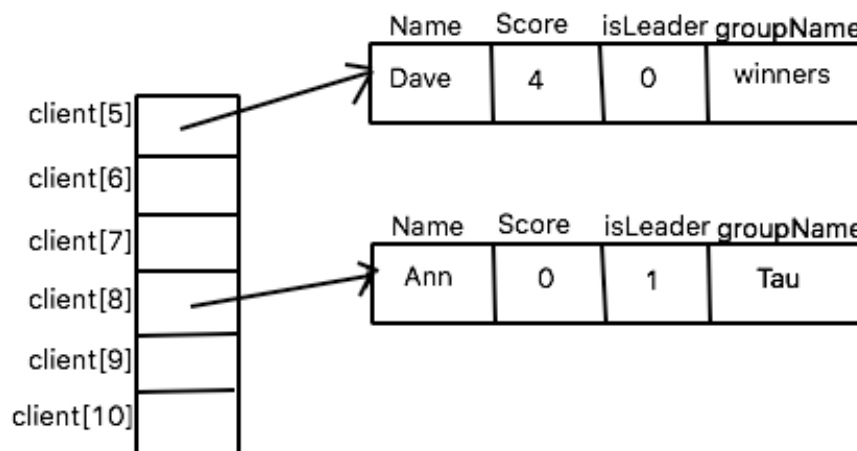 Name Score isLeader groupName
Dave 4 0 winners
client[5]
client[6]
client[7]
Name Score isLeader groupName
Ann 0 1 Tau
client[8]
client[9]
client[10]